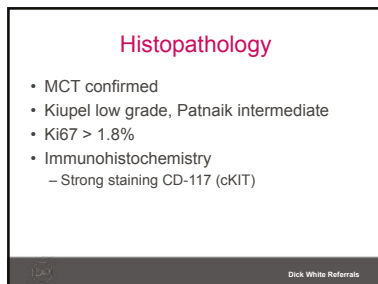 Histopathology
• MCT confirmed
• Kiupel low grade, Patnaik intermediate
• Ki67 > 1.8%
• Immunohistochemistry
– Strong staining CD-117 (cKIT)
Dick White Referrals